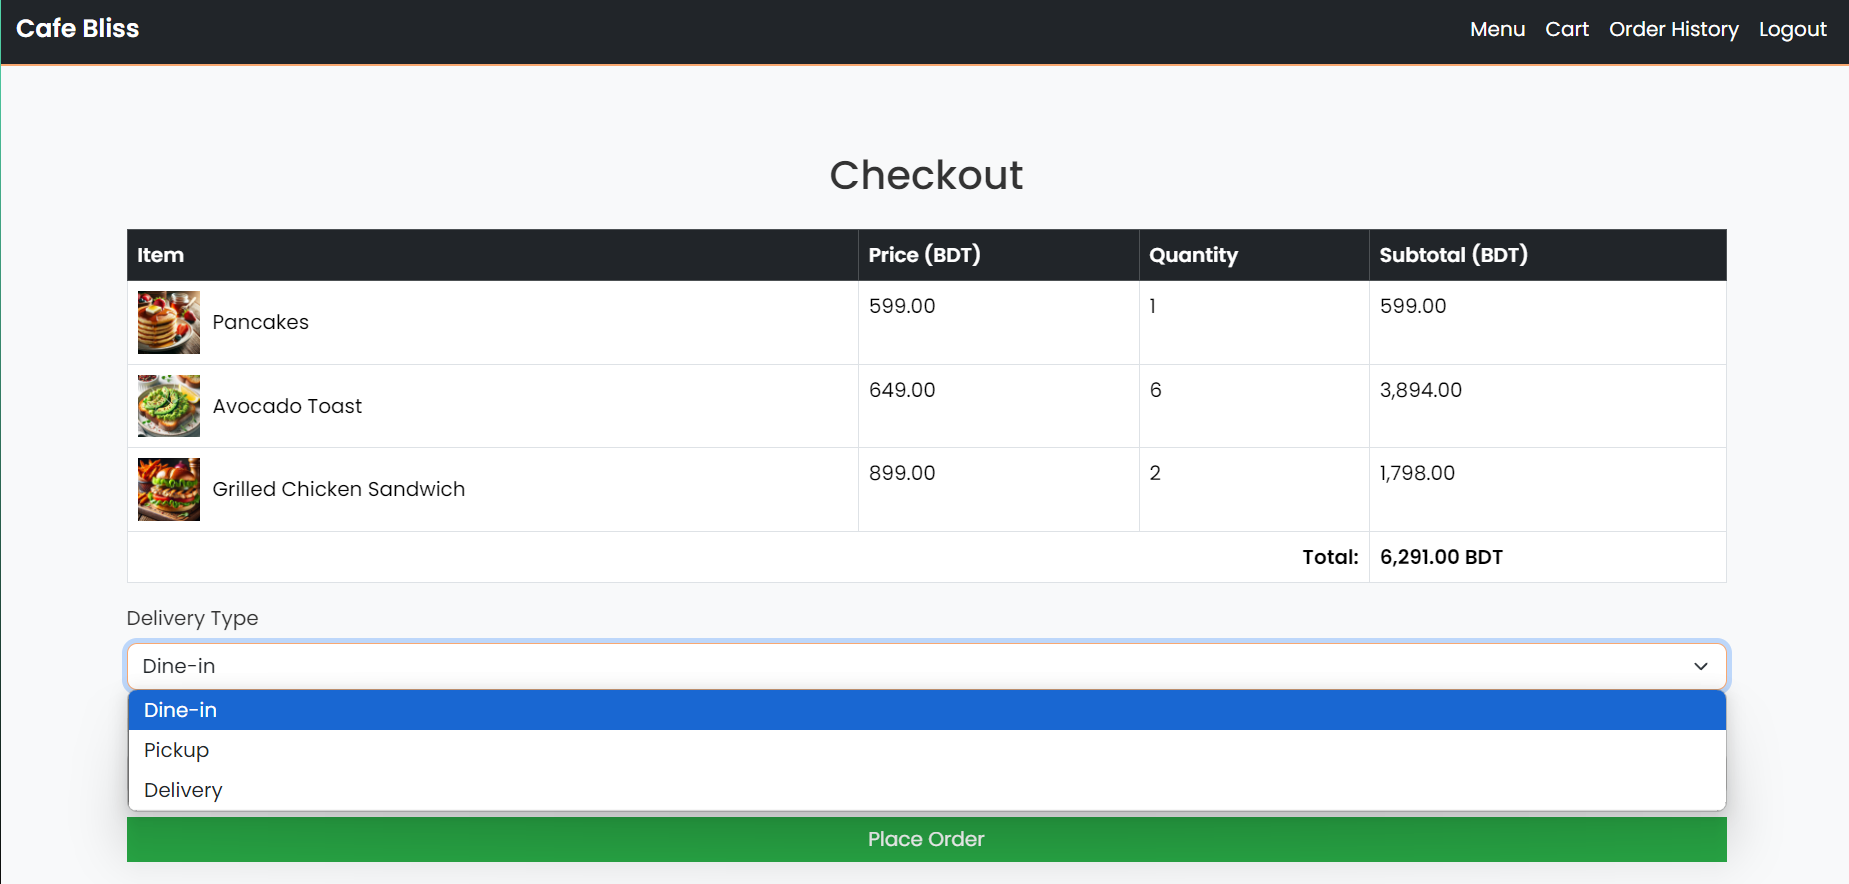 Cafe Bliss Menu Cart Order History Logout
Checkout
Item Price (BDT) Quantity Subtotal (BDT)
Pancakes 599.00 1 599.00
Avocado Toast 649.00 6 3,894.00
Grilled Chicken Sandwich 899.00 2 1,798.00
Total: 6,291.00 BDT
Delivery Type
Dine-in
Dine-in
Pickup
Delivery
Place Order